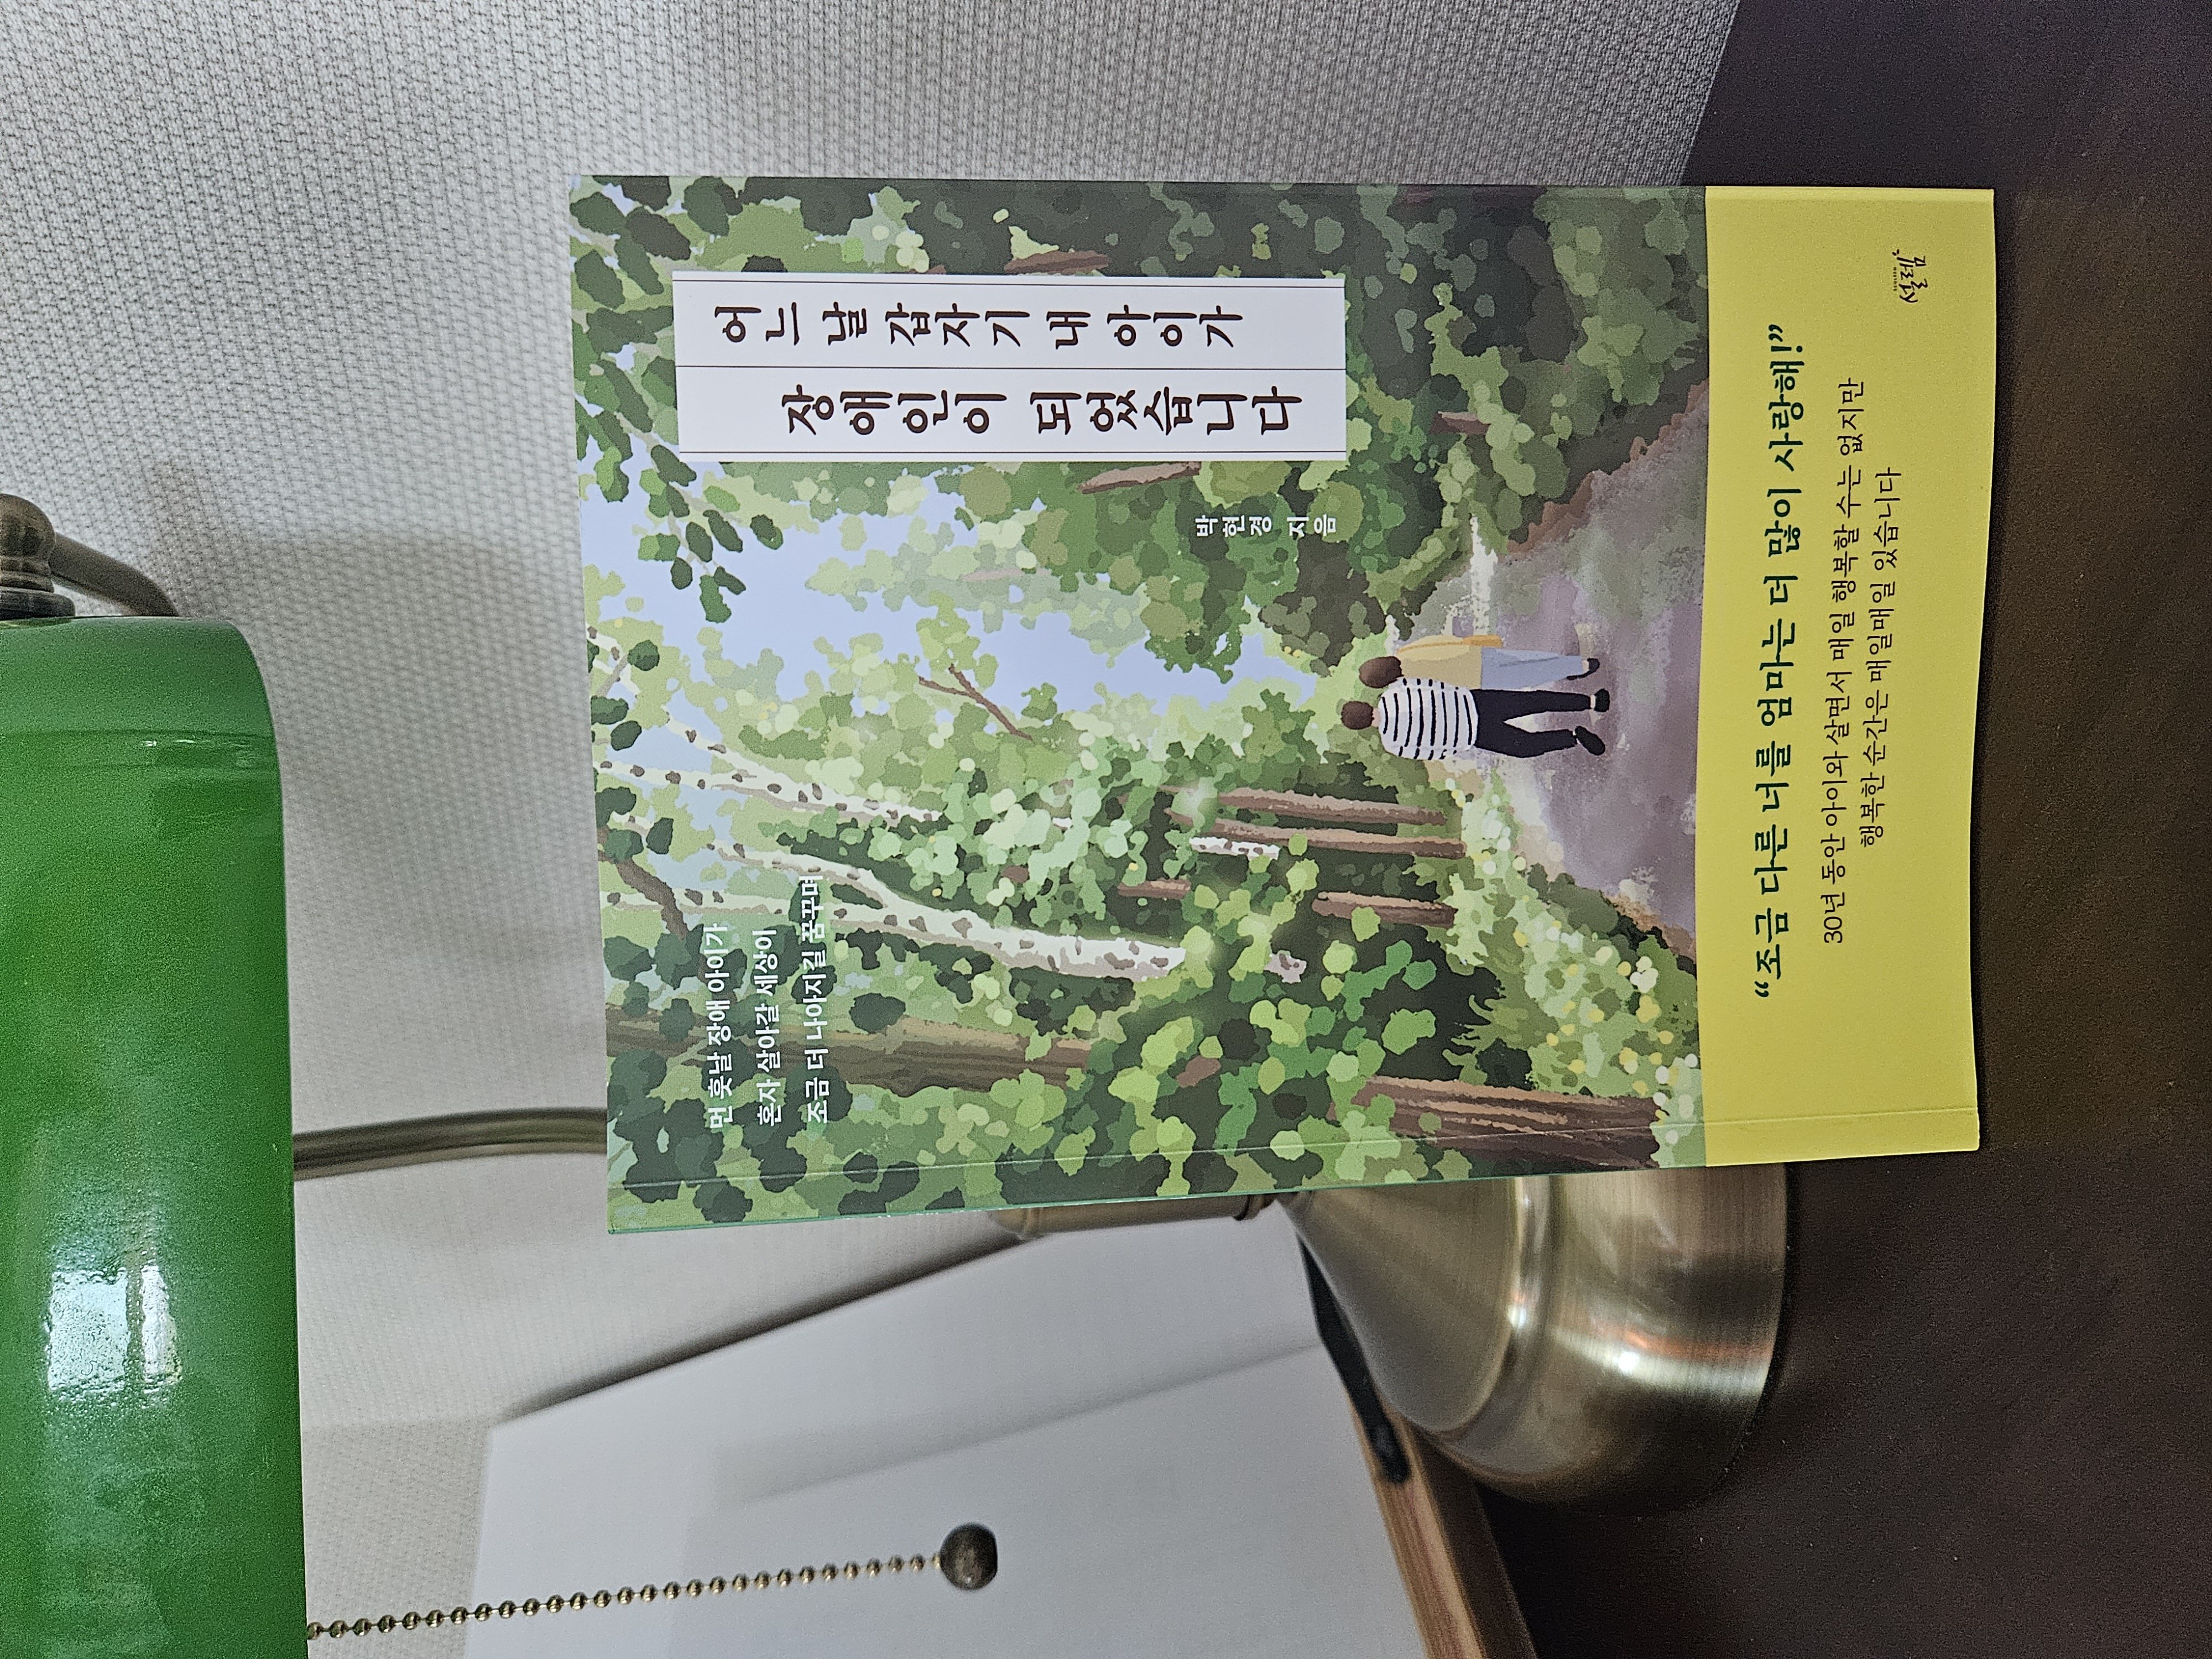 어느 날 갑자기 내 아이가
장애인이 되었습니다
박현경 지음
먼 훗날 장애 아이가
혼자 살아갈 세상이
조금 더 나아지길 꿈꾸며
“조금 다른 너를 엄마는 더 많이 사랑해!”
30년 동안 아이와 살면서 매일 행복할 수는 없지만
행복한 순간은 매일매일 있습니다
설렘